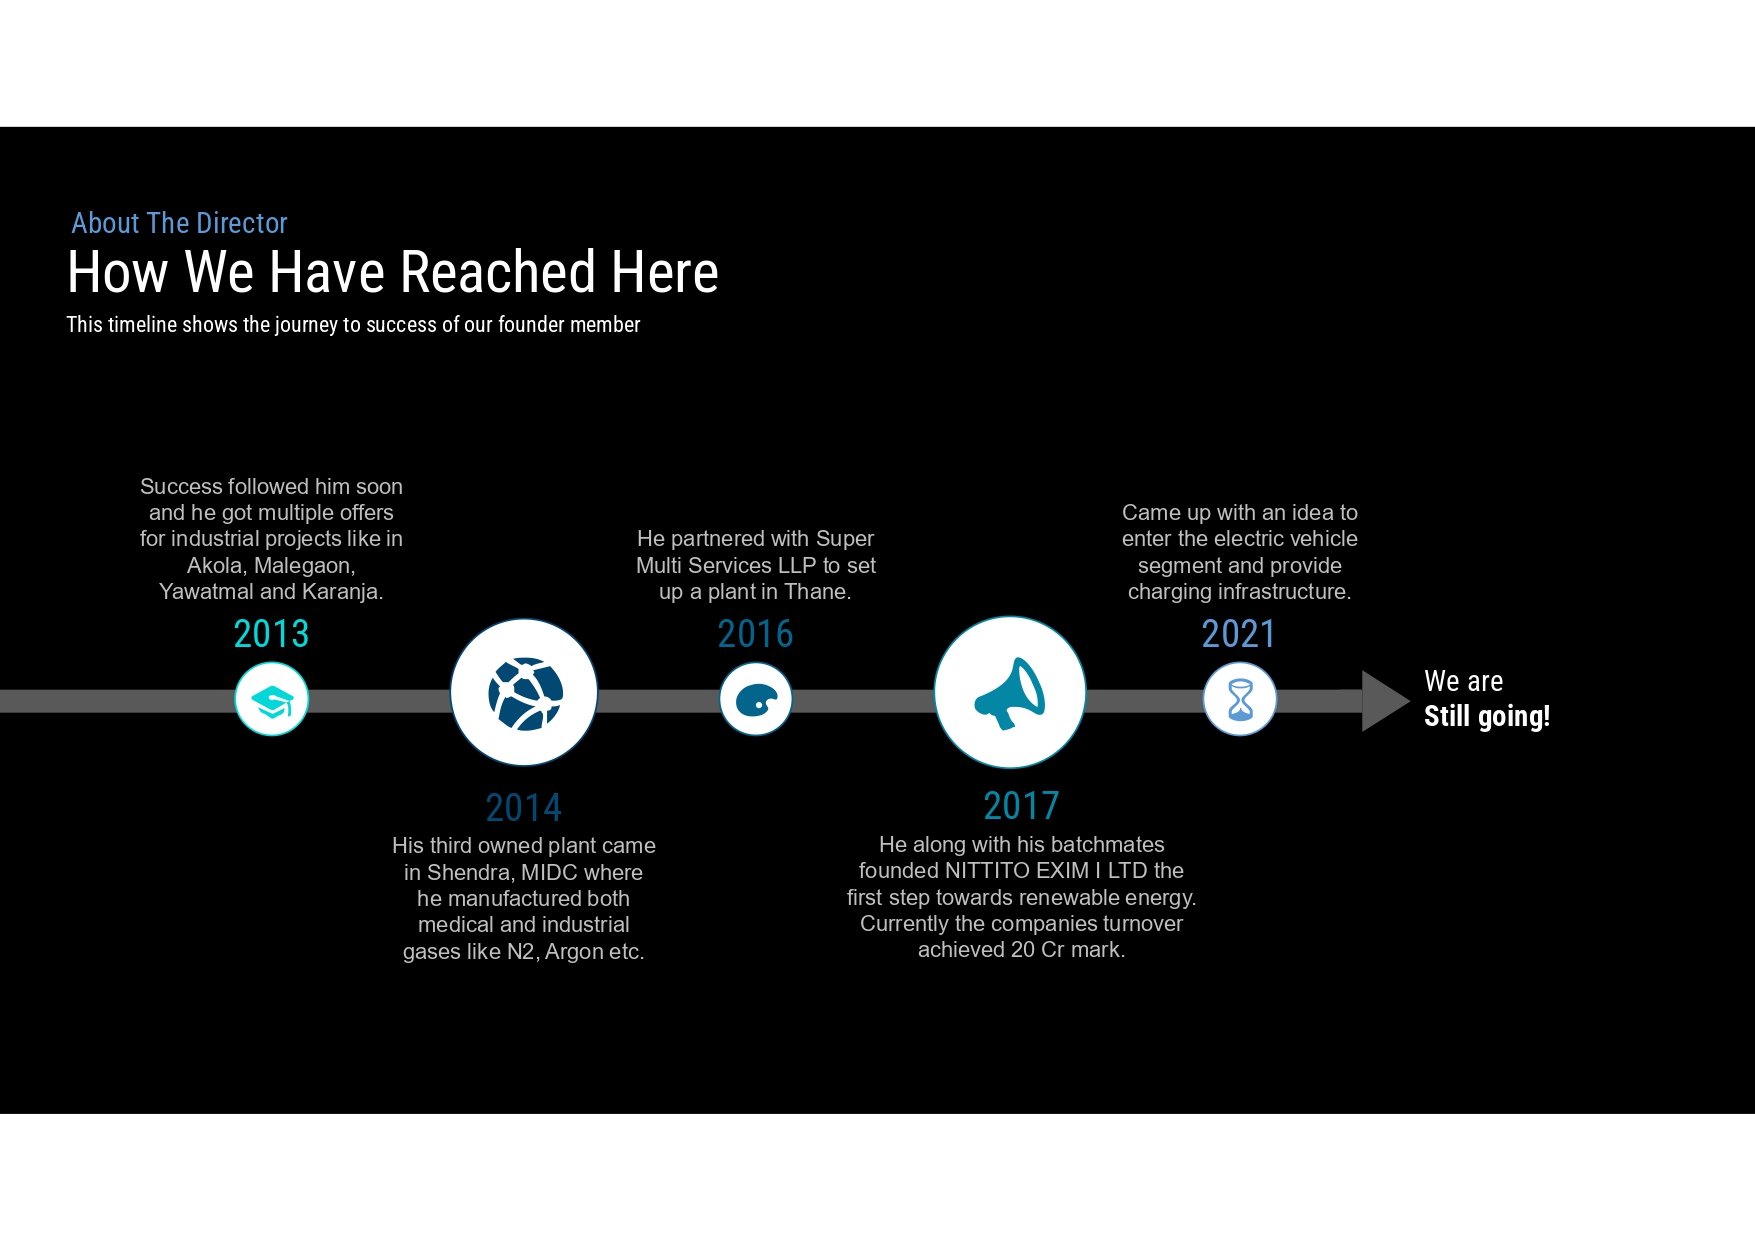 About The Director
How We Have Reached Here
This timeline shows the journey to success of our founder member
Success followed him soon
and he got multiple offers
for industrial projects like in
Akola, Malegaon,
Yawatmal and Karanja.
2013
2014
His third owned plant came
in Shendra, MIDC where
he manufactured both
medical and industrial
gases like N2, Argon etc.
He partnered with Super
Multi Services LLP to set
up a plant in Thane.
2016
2017
He along with his batchmates
founded NITTITO EXIM I LTD the
first step towards renewable energy.
Currently the companies turnover
achieved 20 Cr mark.
Came up with an idea to
enter the electric vehicle
segment and provide
charging infrastructure.
2021
We are
Still going!